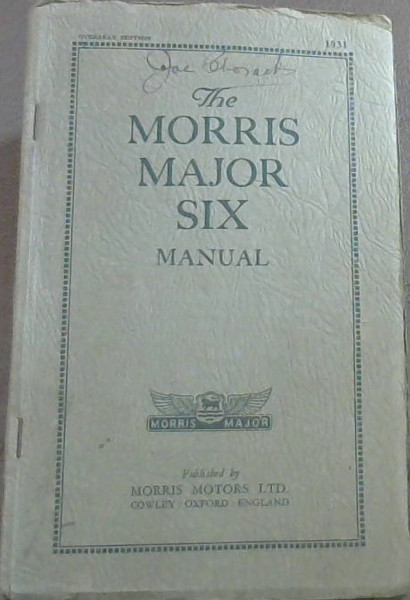 OVERSEAS EDITION 1931
The
MORRIS
MAJOR
SIX
MANUAL
MORRIS MAJOR
Published by
MORRIS MOTORS LTD.
COWLEY OXFORD ENGLAND